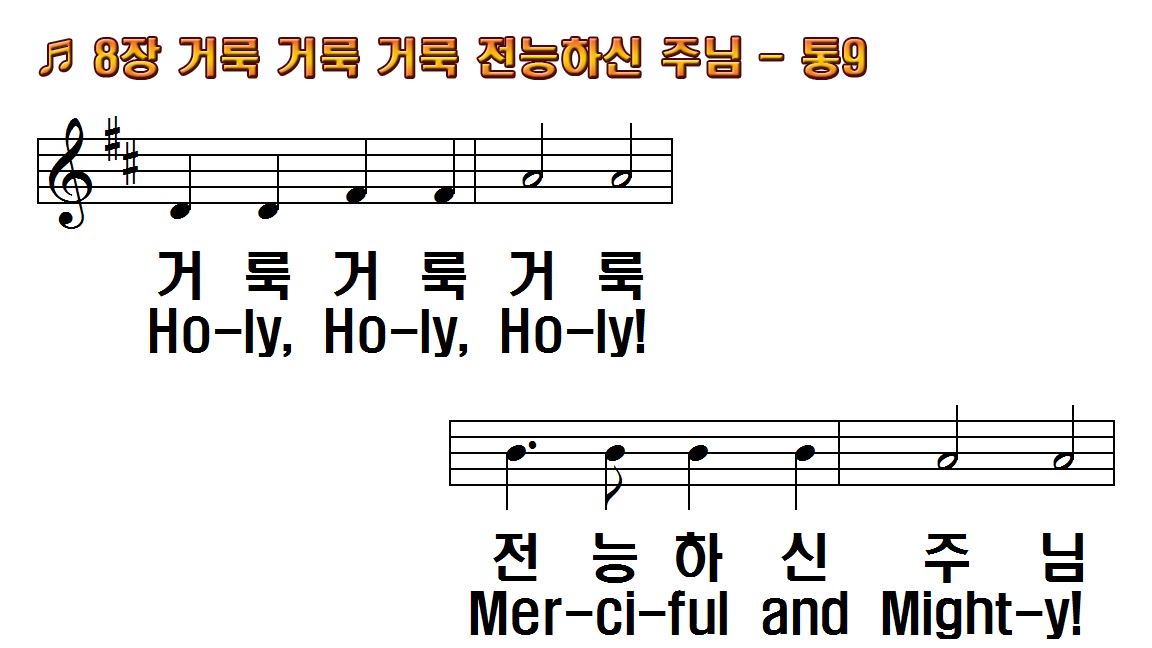 ♬ 8장 거룩 거룩 거룩 전능하신 주님 - 통9
거 룩 거 룩 거 룩
Ho-ly, Ho-ly, Ho-ly!
전 능 하 신 주 님
Mer-ci-ful and Might-y!